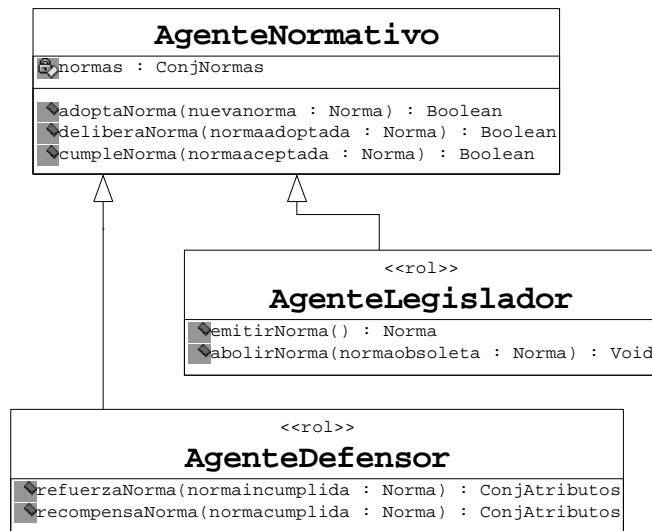 AgenteNormativo
normas : ConjNormas
adoptaNorma(nuevanorma : Norma) : Boolean
deliberaNorma(normaadoptada : Norma) : Boolean
cumpleNorma(normaaceptada : Norma) : Boolean
<<rol>>
AgenteLegislador
emitirNorma() : Norma
abolirNorma(normaobsoleta : Norma) : Void
<<rol>>
AgenteDefensor
refuerzaNorma(normaincumplida : Norma) : ConjAtributos
recompensaNorma(normacumplida : Norma) : ConjAtributos